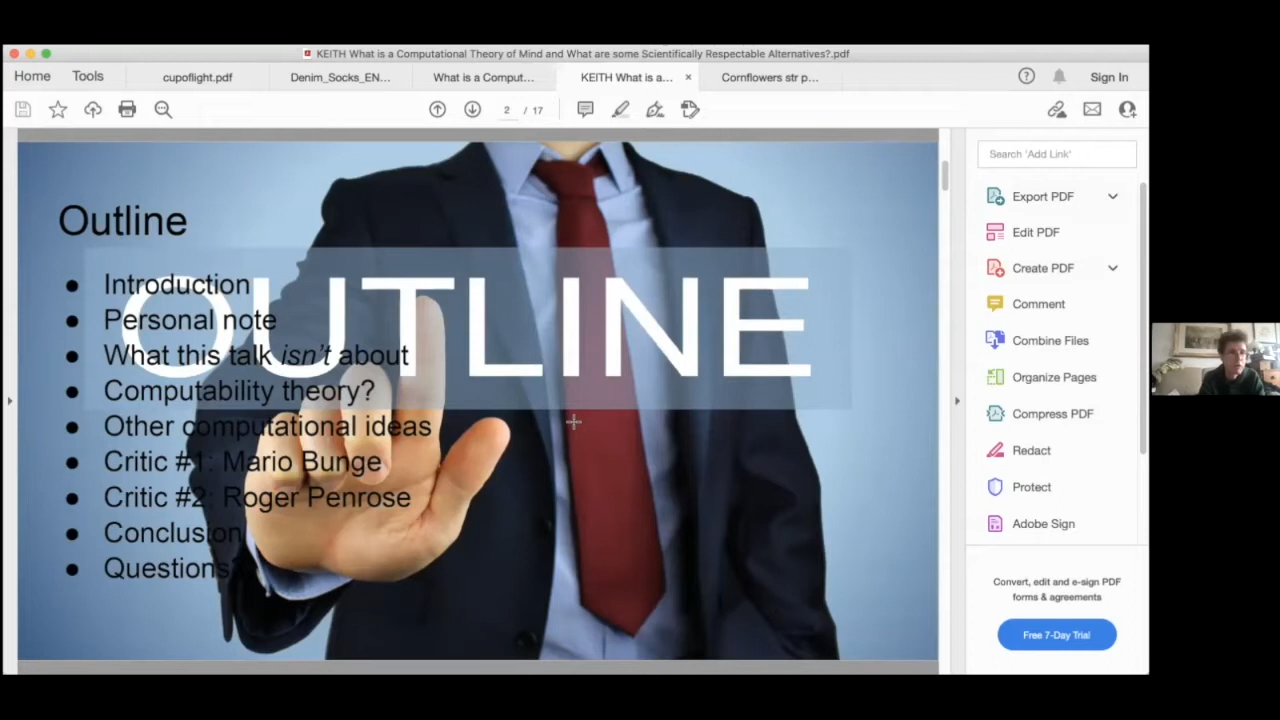 KEITH What is a Computational Theory of Mind and What are some Scientifically Respectable Alternatives?.pdf
Home
Tools
cupoflight.pdf
Denim_Socks_EN...
What is a Comput...
KEITH What is a...
×
Cornflowers str p...
Sign In
2 / 17
Search 'Add Link'
Outline
OUTLINE
● Introduction
● Personal note
● What this talk isn't about
● Computability theory?
● Other computational ideas
● Critic #1: Mario Bunge
● Critic #2: Roger Penrose
● Conclusion
● Questions?
Export PDF
Edit PDF
Create PDF
Comment
Combine Files
Organize Pages
Compress PDF
Redact
Protect
Adobe Sign
Convert, edit and e-sign PDF
forms & agreements
Free 7-Day Trial